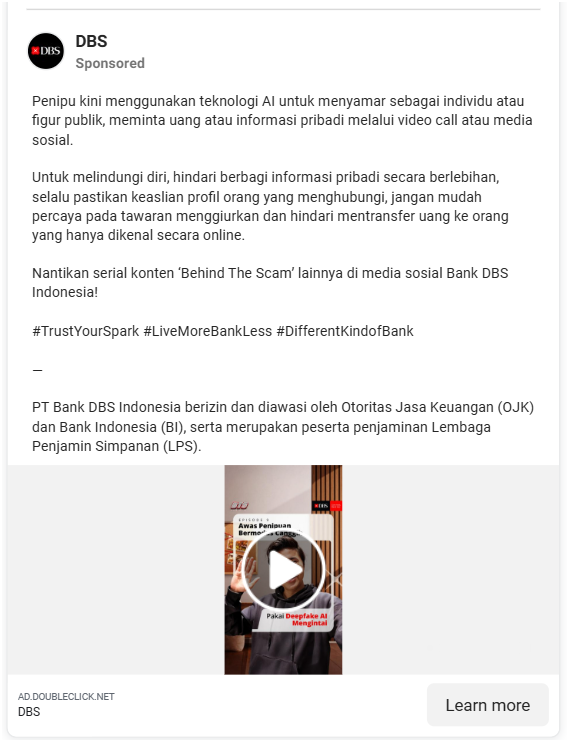 DBS
Sponsored
DBS
Penipu kini menggunakan teknologi AI untuk menyamar sebagai individu atau
figur publik, meminta uang atau informasi pribadi melalui video call atau media
sosial.
Untuk melindungi diri, hindari berbagi informasi pribadi secara berlebihan,
selalu pastikan keaslian profil orang yang menghubungi, jangan mudah
percaya pada tawaran menggiurkan dan hindari mentransfer uang ke orang
yang hanya dikenal secara online.
Nantikan serial konten ‘Behind The Scam’ lainnya di media sosial Bank DBS
Indonesia!
#TrustYourSpark #LiveMoreBankLess #DifferentKindofBank
—
PT Bank DBS Indonesia berizin dan diawasi oleh Otoritas Jasa Keuangan (OJK)
dan Bank Indonesia (BI), serta merupakan peserta penjaminan Lembaga
Penjamin Simpanan (LPS).
DBS
Awas Penipuan
Pakai Deepfake AI
Mengintai
AD.DOUBLECLICK.NET
DBS
Learn more